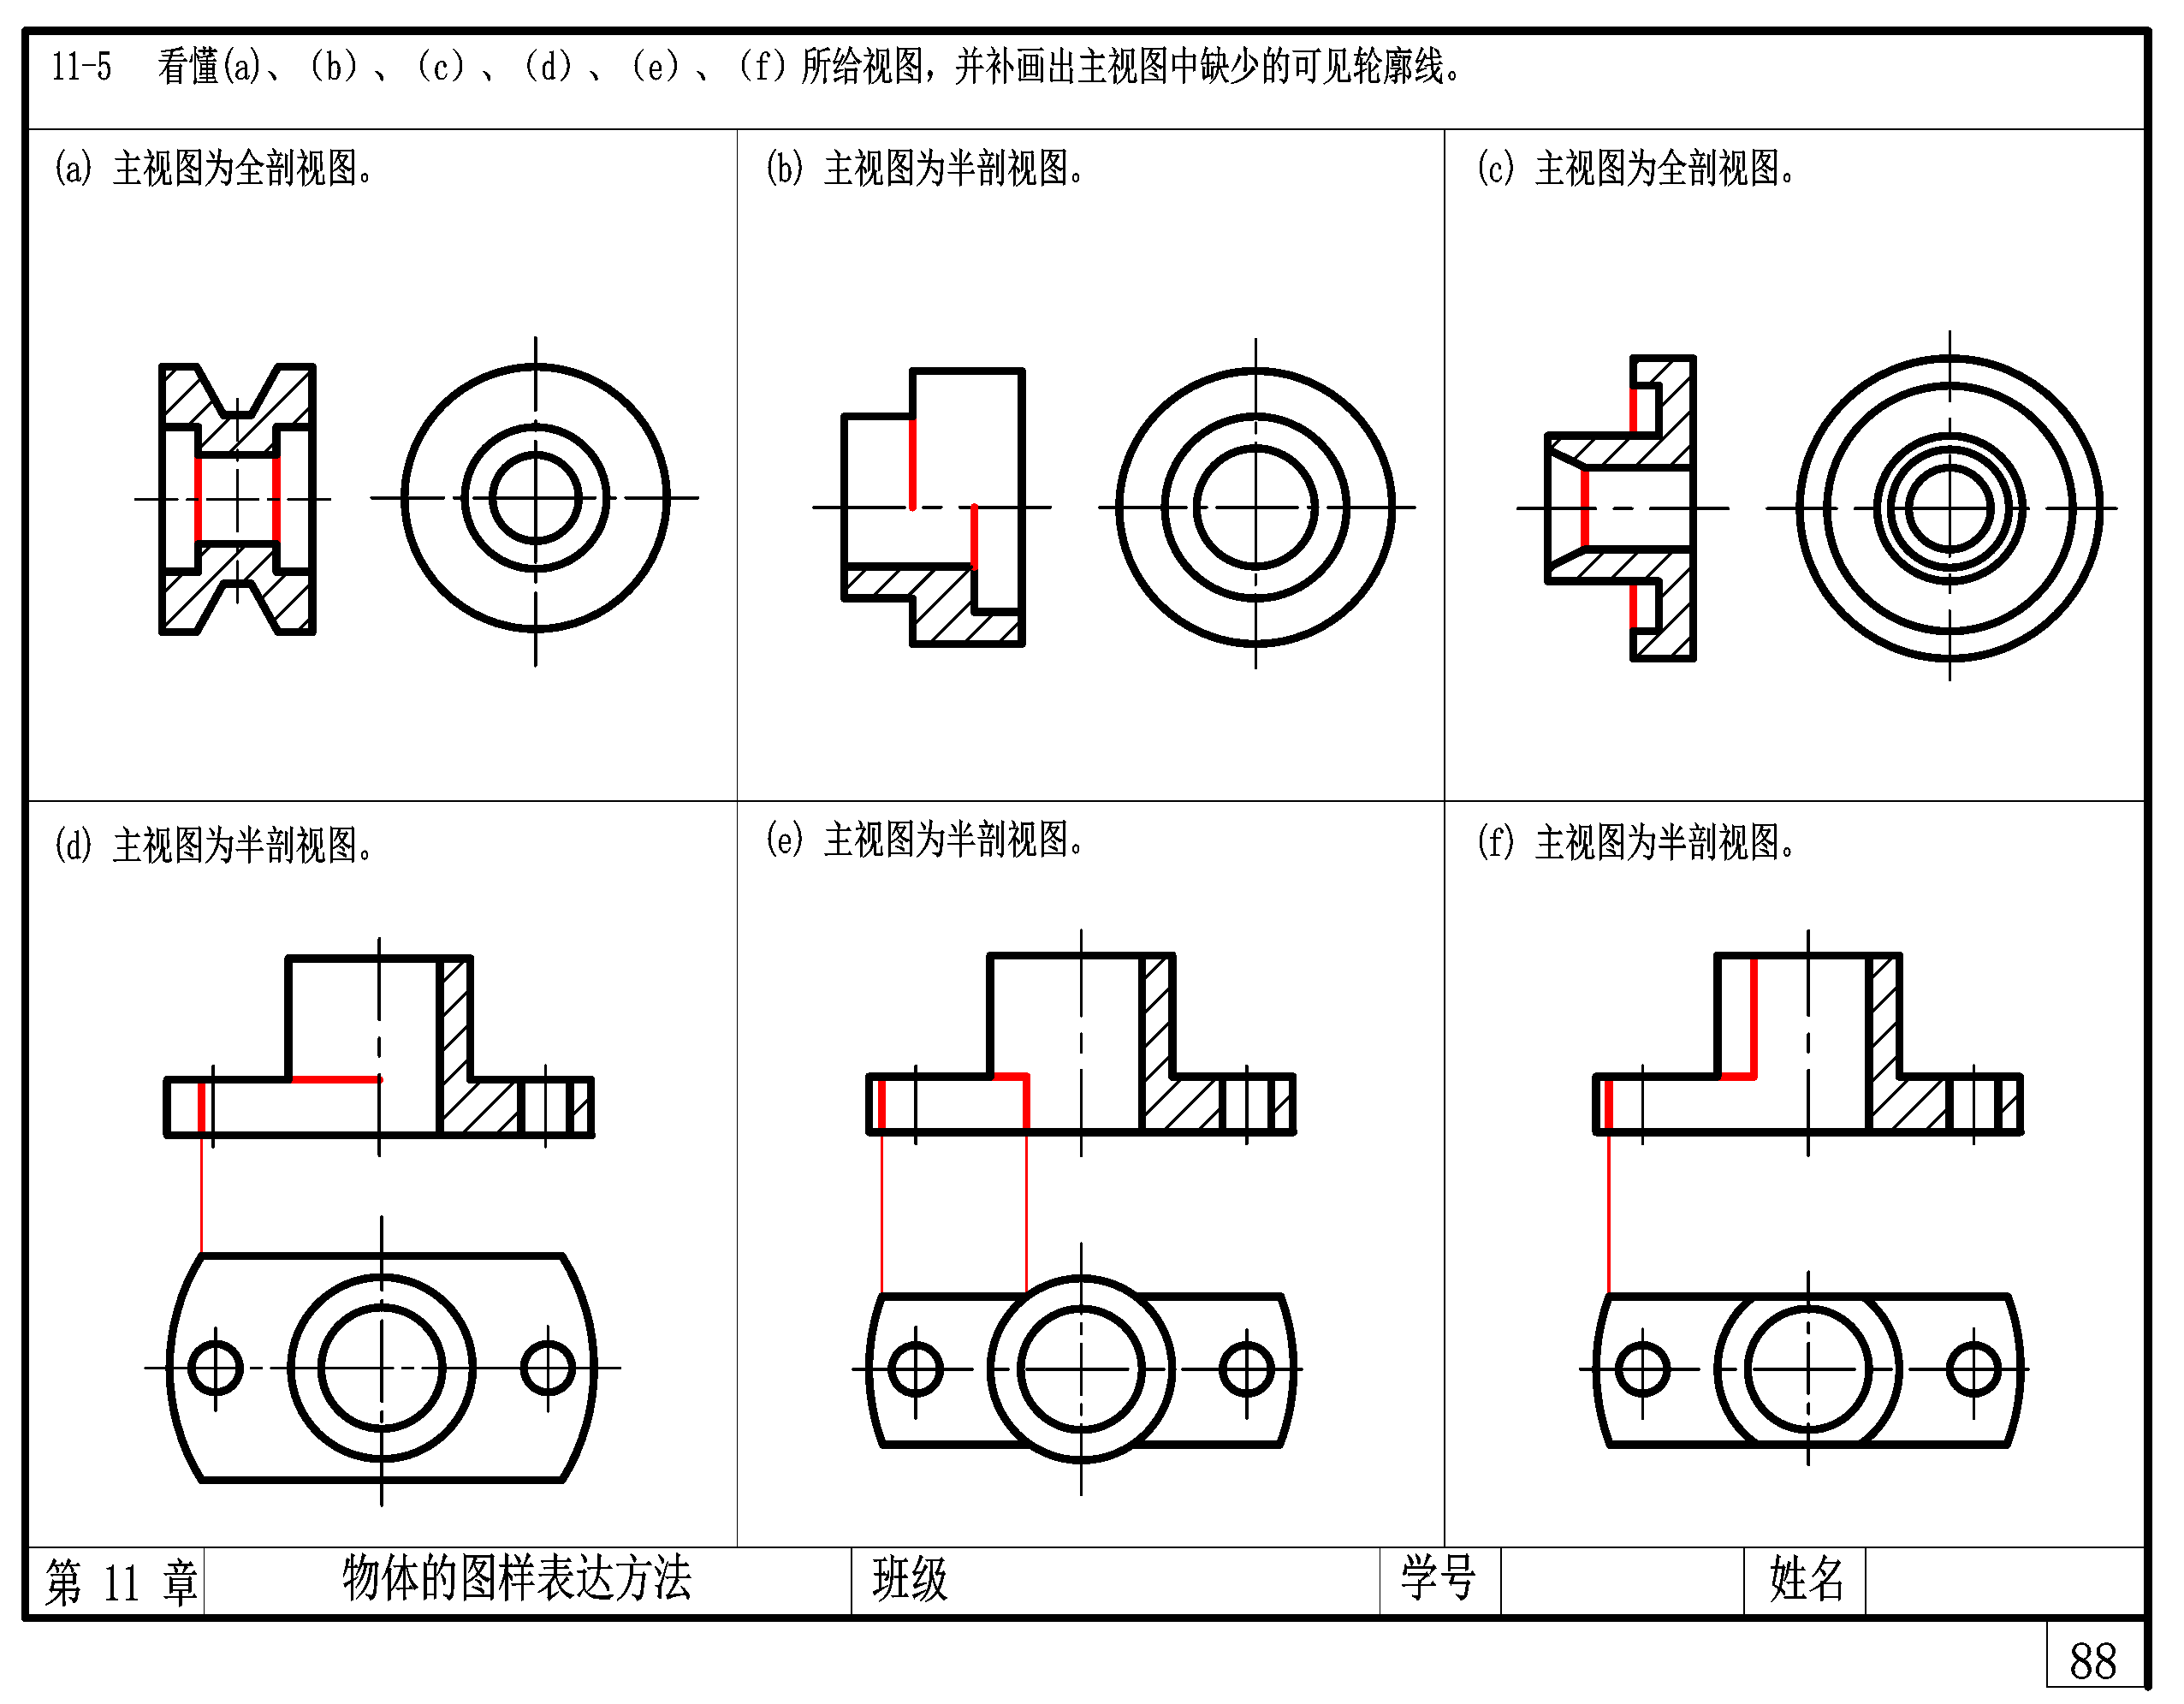 11-5 看懂(a)、（b）、（c）、（d）、（e）、（f）所给视图，并补画出主视图中缺少的可见轮廓线。
(a) 主视图为全剖视图。
(b) 主视图为半剖视图。
(c) 主视图为全剖视图。
(d) 主视图为半剖视图。
(e) 主视图为半剖视图。
(f) 主视图为半剖视图。
第 11 章 物体的图样表达方法 班级 学号 姓名
88